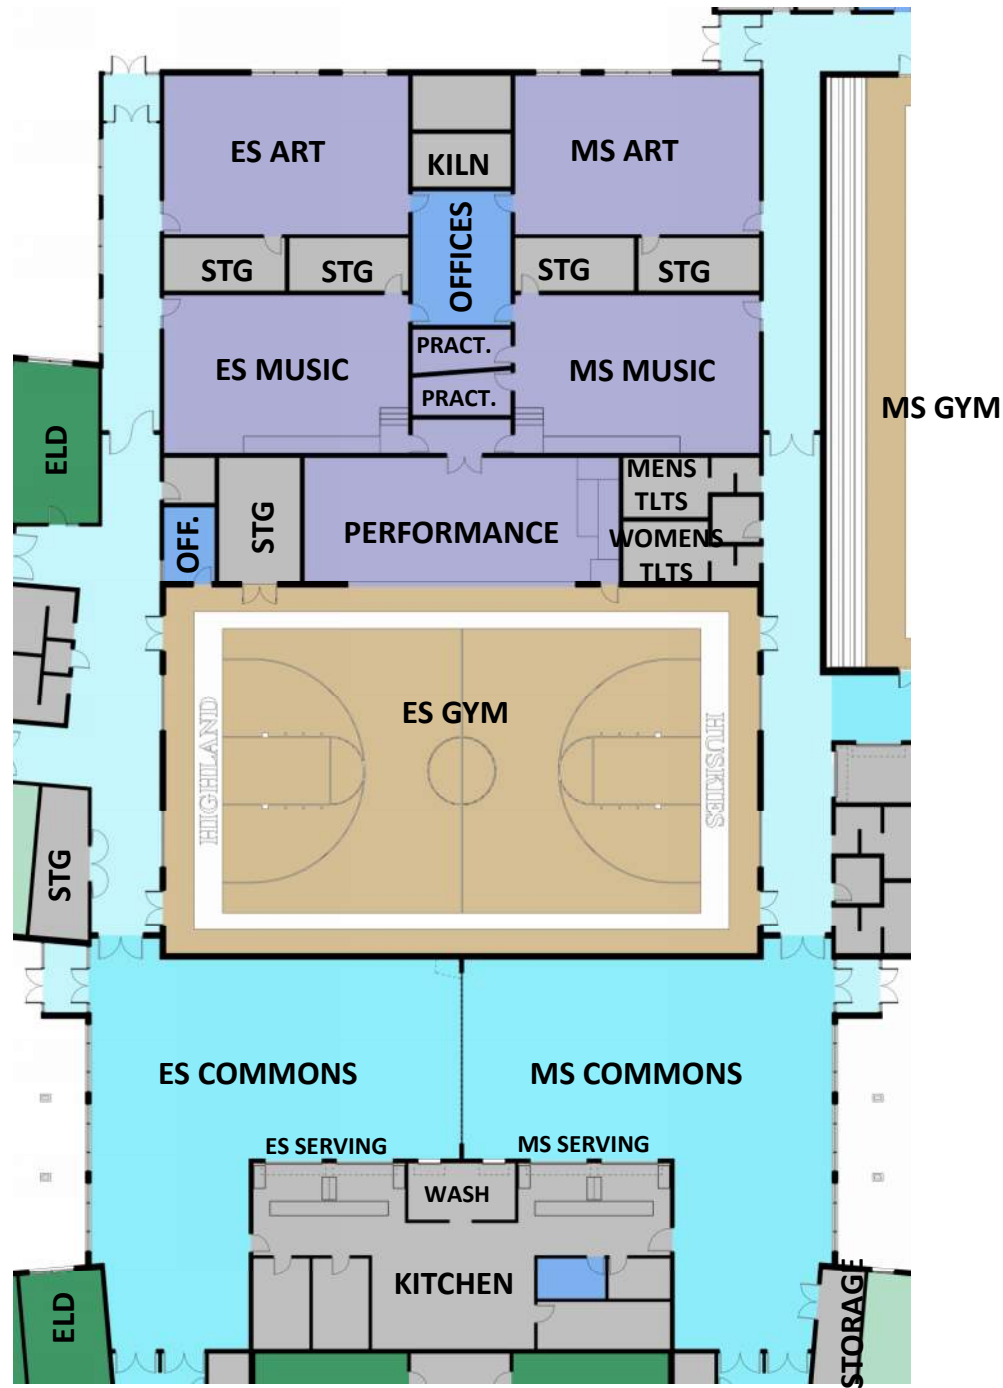 ES ART
MS ART
KILN
OFFICES
STG
STG
STG
STG
PRACT.
ES MUSIC
MS MUSIC
PRACT.
MS GYM
ELD
MENS
TLTS
OFF.
STG
PERFORMANCE
WOMENS
TLTS
ES GYM
HIGHLAND
HUSKIES
STG
ES COMMONS
MS COMMONS
ES SERVING
MS SERVING
WASH
KITCHEN
ELD
STORAGE